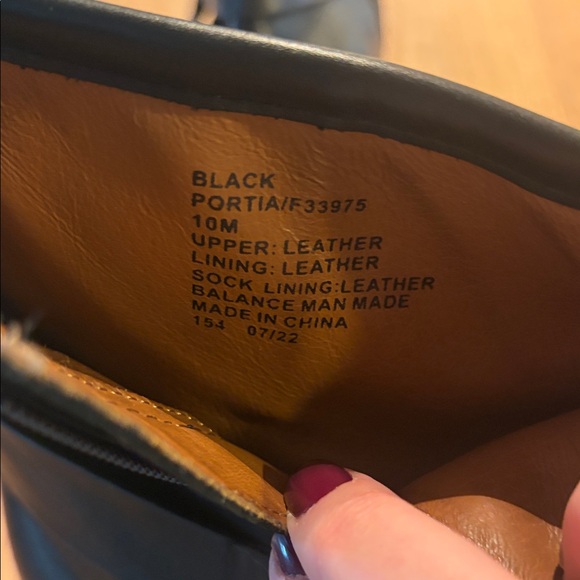 BLACK
PORTIA/F33975
10M
UPPER: LEATHER
LINING: LEATHER
SOCK LINING:LEATHER
BALANCE MAN MADE
MADE IN CHINA
154 07/22